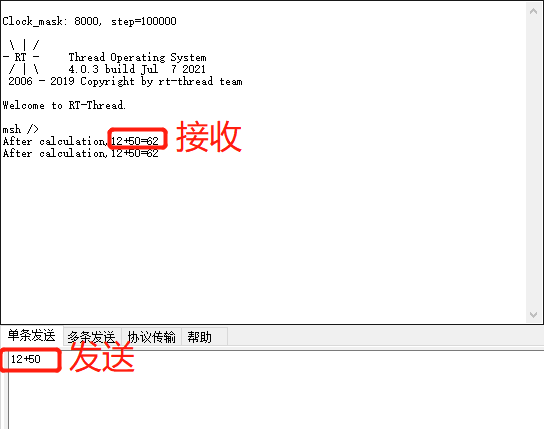 Clock_mask: 8000, step=100000
 \ | /
- RT -     Thread Operating System
 / | \     4.0.3 build Jul  7 2021
 2006 - 2019 Copyright by rt-thread team
Welcome to RT-Thread.
msh />
After calculation,12+50=62 接收
After calculation,12+50=62
单条发送 多条发送 协议传输 帮助
12+50 发送